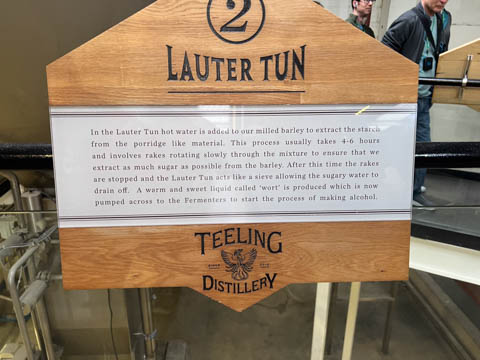 2
LAUTER TUN
In the Lauter Tun hot water is added to our milled barley to extract the starch
from the porridge like material. This process usually takes 4-6 hours
and involves rakes rotating slowly through the mixture to ensure that we
extract as much sugar as possible from the barley. After this time the rakes
are stopped and the Lauter Tun acts like a sieve allowing the sugary water to
drain off. A warm and sweet liquid called 'wort' is produced which is now
pumped across to the Fermenters to start the process of making alcohol.
TEELING
DISTILLERY